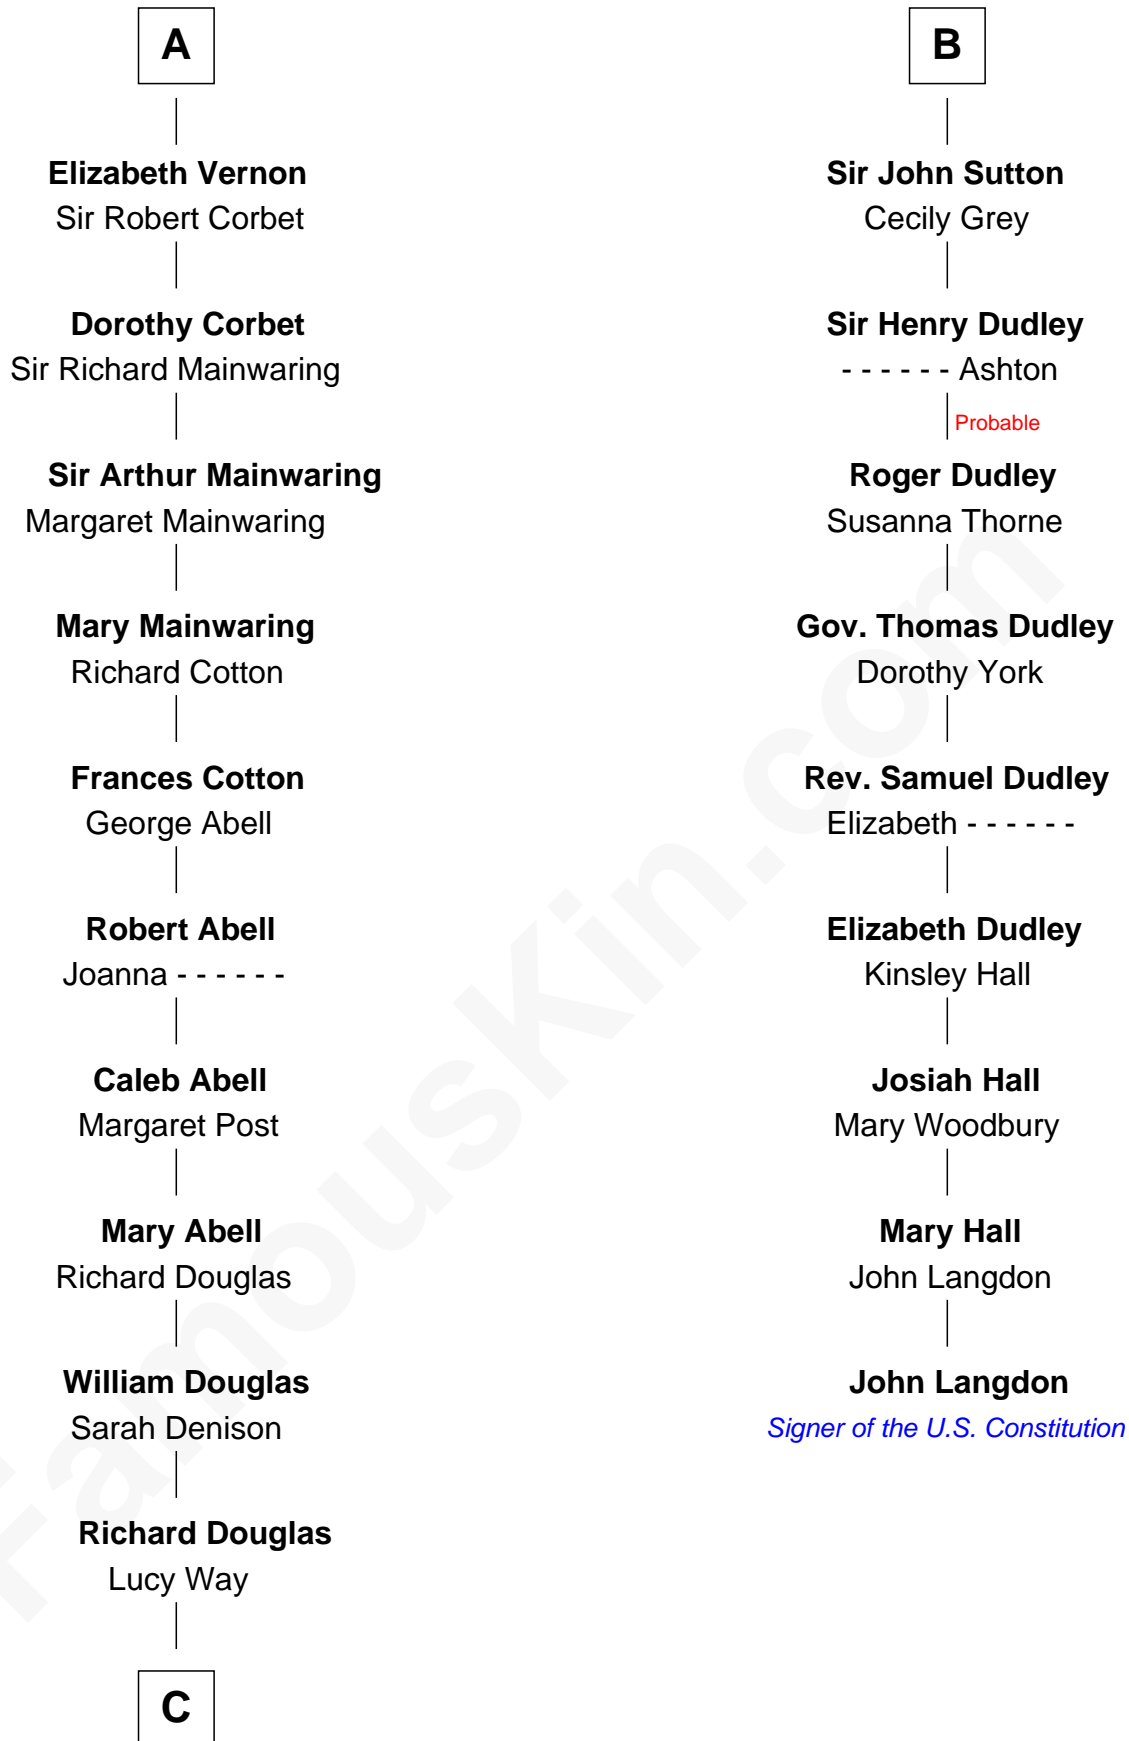 A
Elizabeth Vernon
Sir Robert Corbet
Dorothy Corbet
Sir Richard Mainwaring
Sir Arthur Mainwaring
Margaret Mainwaring
Mary Mainwaring
Richard Cotton
Frances Cotton
George Abell
Robert Abell
Joanna - - - - - -
Caleb Abell
Margaret Post
Mary Abell
Richard Douglas
William Douglas
Sarah Denison
Richard Douglas
Lucy Way
C
B
Sir John Sutton
Cecily Grey
Sir Henry Dudley
- - - - - - Ashton
Probable
Roger Dudley
Susanna Thorne
Gov. Thomas Dudley
Dorothy York
Rev. Samuel Dudley
Elizabeth - - - - - -
Elizabeth Dudley
Kinsley Hall
Josiah Hall
Mary Woodbury
Mary Hall
John Langdon
John Langdon
Signer of the U.S. Constitution
FamousKin.com